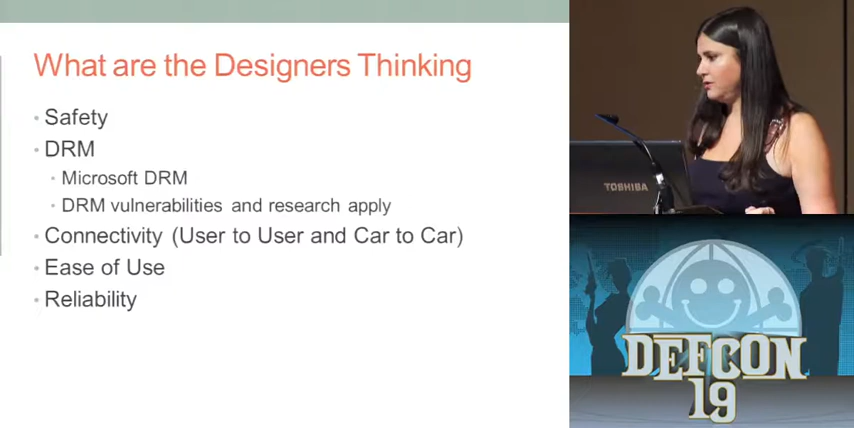 What are the Designers Thinking
• Safety
• DRM
• Microsoft DRM
• DRM vulnerabilities and research apply
• Connectivity (User to User and Car to Car)
• Ease of Use
• Reliability
TOSHIBA
DEFCON
19